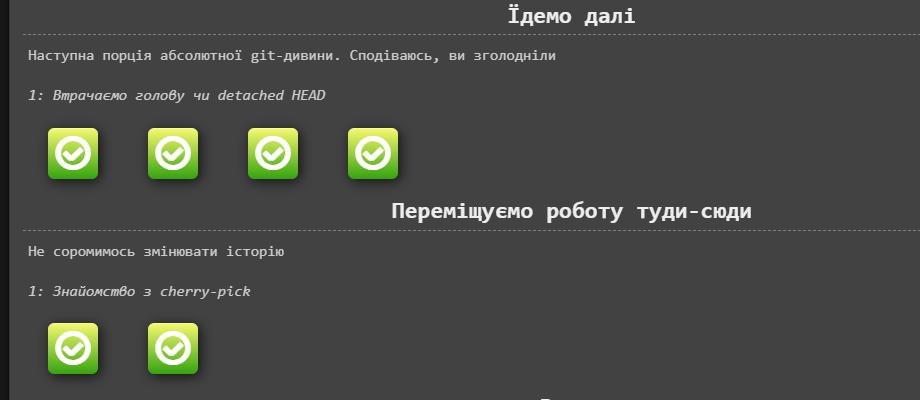 Їдемо далі
Наступна порція абсолютної git-дивини. Сподіваюсь, ви зголодніли
1: Втрачаємо голову чи detached HEAD
Переміщуємо роботу туди-сюди
Не соромимось змінювати історію
1: Знайомство з cherry-pick